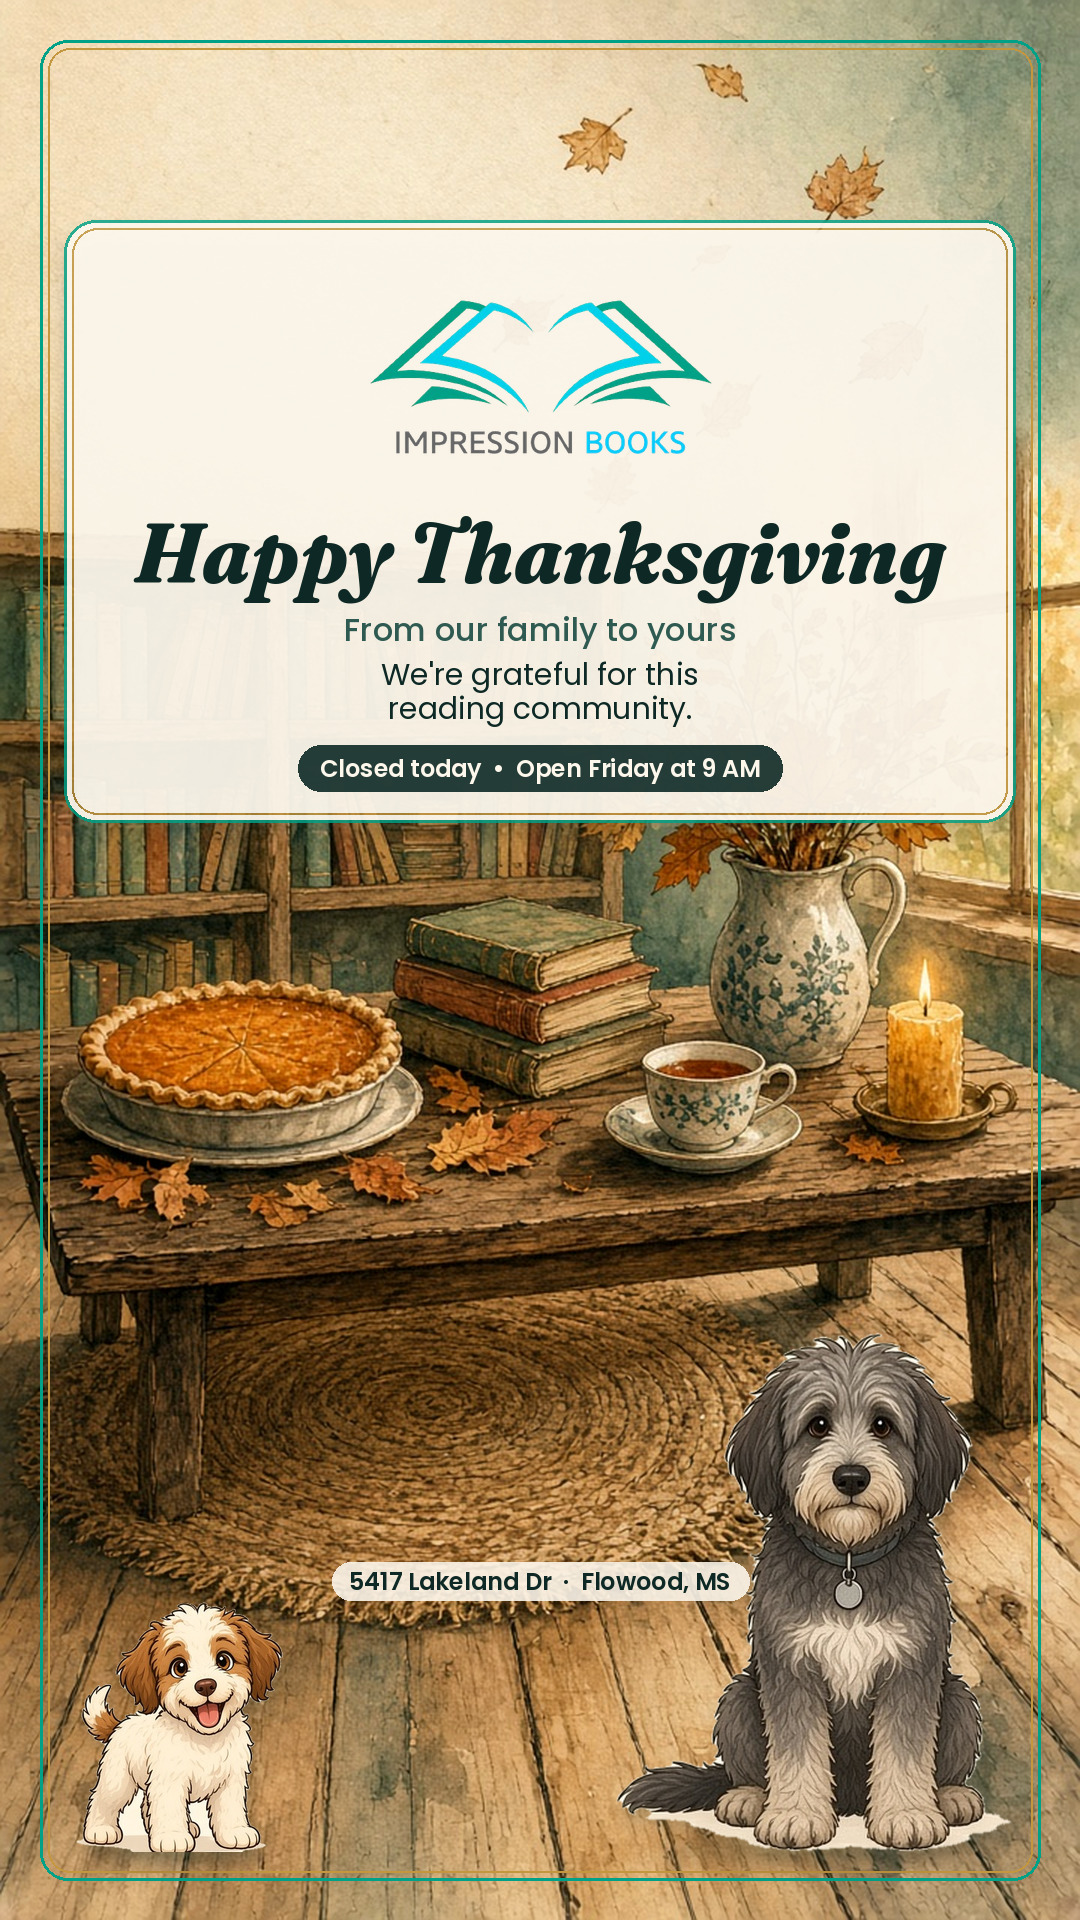 IMPRESSION BOOKS
Happy Thanksgiving
From our family to yours
We're grateful for this
reading community.
Closed today • Open Friday at 9 AM
5417 Lakeland Dr · Flowood, MS